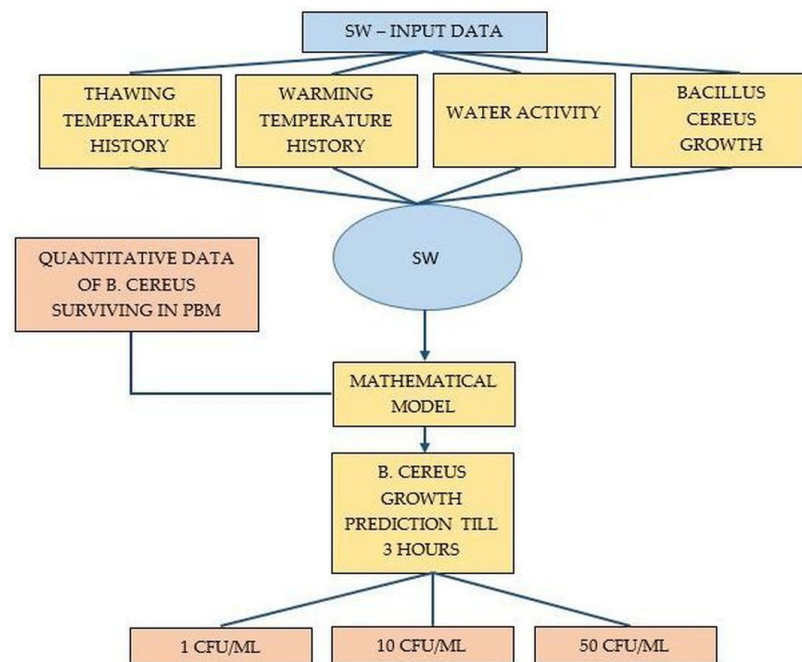 SW – INPUT DATA
THAWING
TEMPERATURE
HISTORY
WARMING
TEMPERATURE
HISTORY
WATER ACTIVITY
BACILLUS
CEREUS
GROWTH
SW
QUANTITATIVE DATA
OF B. CEREUS
SURVIVING IN PBM
MATHEMATICAL
MODEL
B. CEREUS
GROWTH
PREDICTION TILL
3 HOURS
1 CFU/ML
10 CFU/ML
50 CFU/ML